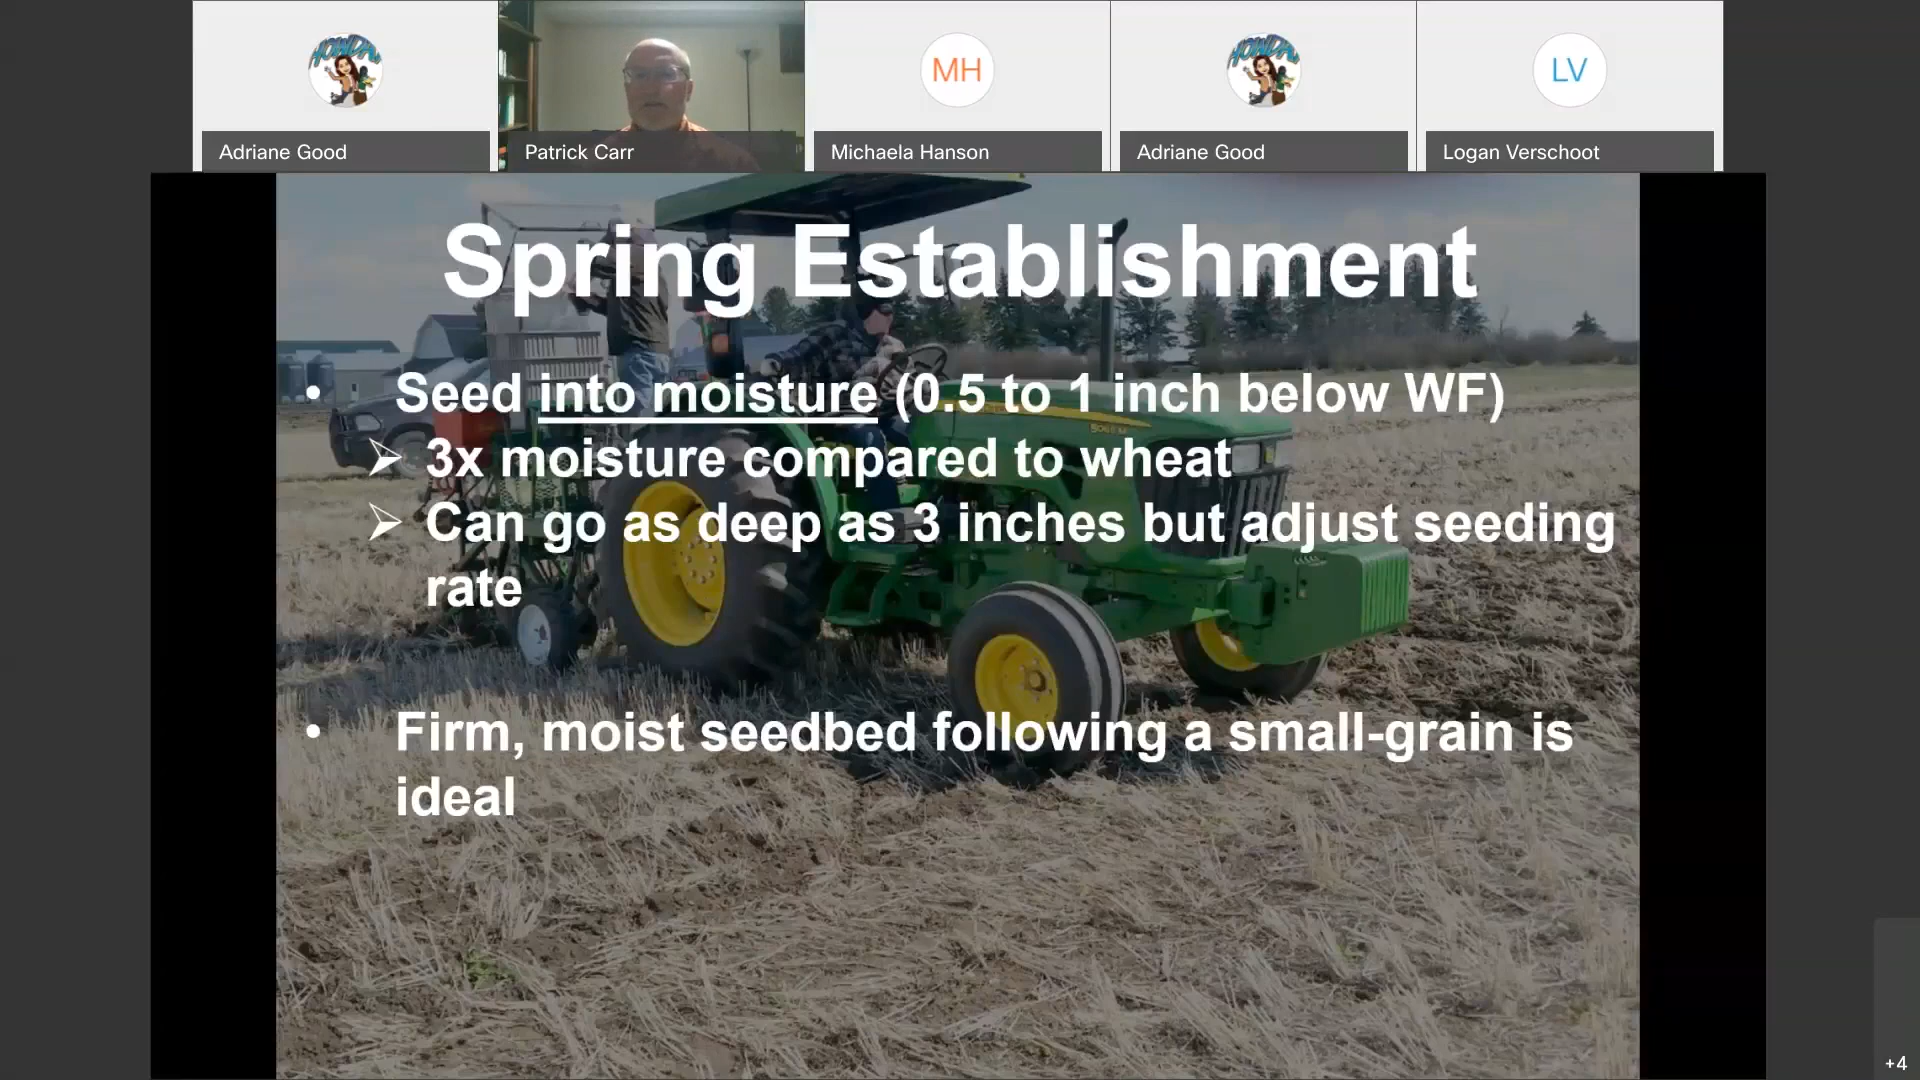 HOWDY
HOWDY
MH
LV
Adriane Good
Patrick Carr
Michaela Hanson
Adriane Good
Logan Verschoot
Spring Establishment
• Seed into moisture (0.5 to 1 inch below WF)
➢ 3x moisture compared to wheat
➢ Can go as deep as 3 inches but adjust seeding
rate
• Firm, moist seedbed following a small-grain is
ideal
+4